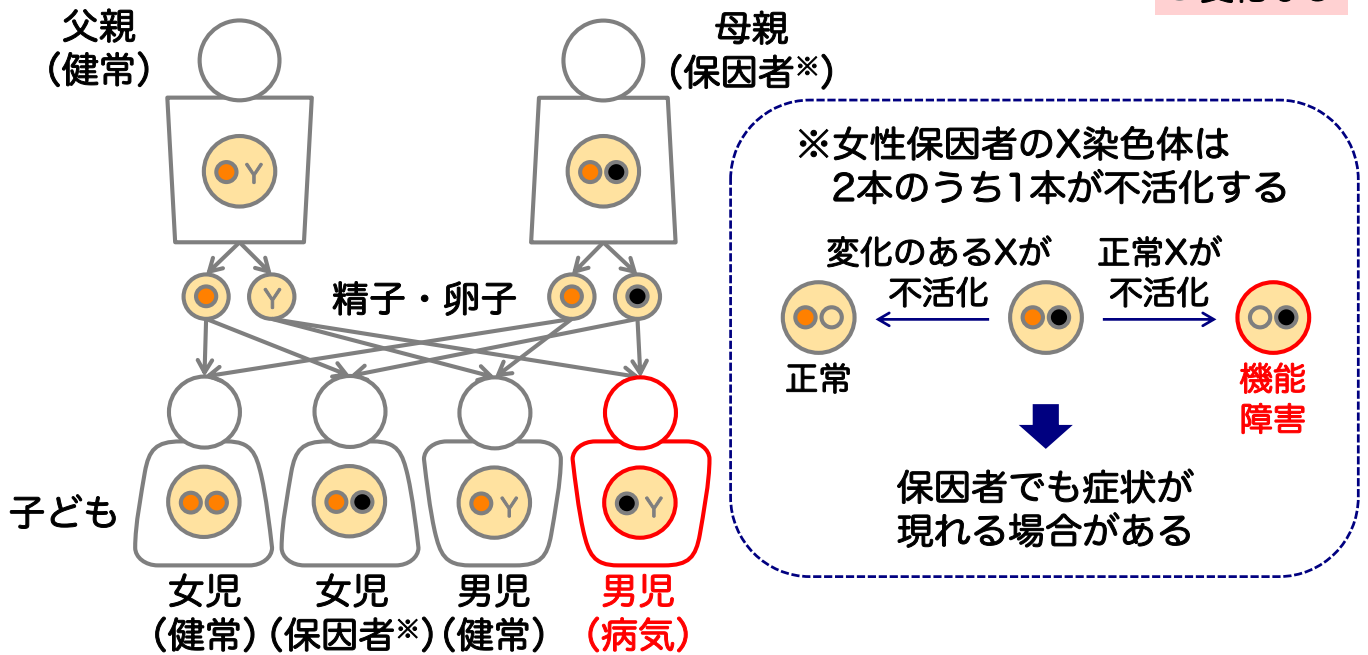 父親
(健常)
母親
(保因者※)
Y
※女性保因者のX染色体は
2本のうち1本が不活化する
変化のあるXが
不活化
正常Xが
不活化
正常
機能
障害
保因者でも症状が
現れる場合がある
Y
精子・卵子
子ども
Y
Y
女児
(健常)
女児
(保因者※)
男児
(健常)
男児
(病気)